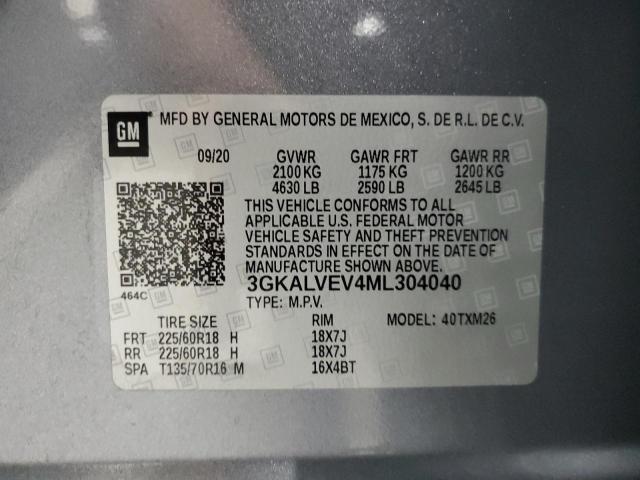 GM
MFD BY GENERAL MOTORS DE MEXICO, S. DE R.L. DE C.V.
09/20 GVWR GAWR FRT GAWR RR
2100 KG 1175 KG 1200 KG
4630 LB 2590 LB 2645 LB
THIS VEHICLE CONFORMS TO ALL
APPLICABLE U.S. FEDERAL MOTOR
VEHICLE SAFETY AND THEFT PREVENTION
STANDARDS IN EFFECT ON THE DATE OF
MANUFACTURE SHOWN ABOVE.
464C
3GKALVEV4ML304040
TYPE: M.P.V.
TIRE SIZE RIM MODEL: 40TXM26
FRT 225/60R18 H 18X7J
RR 225/60R18 H 18X7J
SPA T135/70R16 M 16X4BT